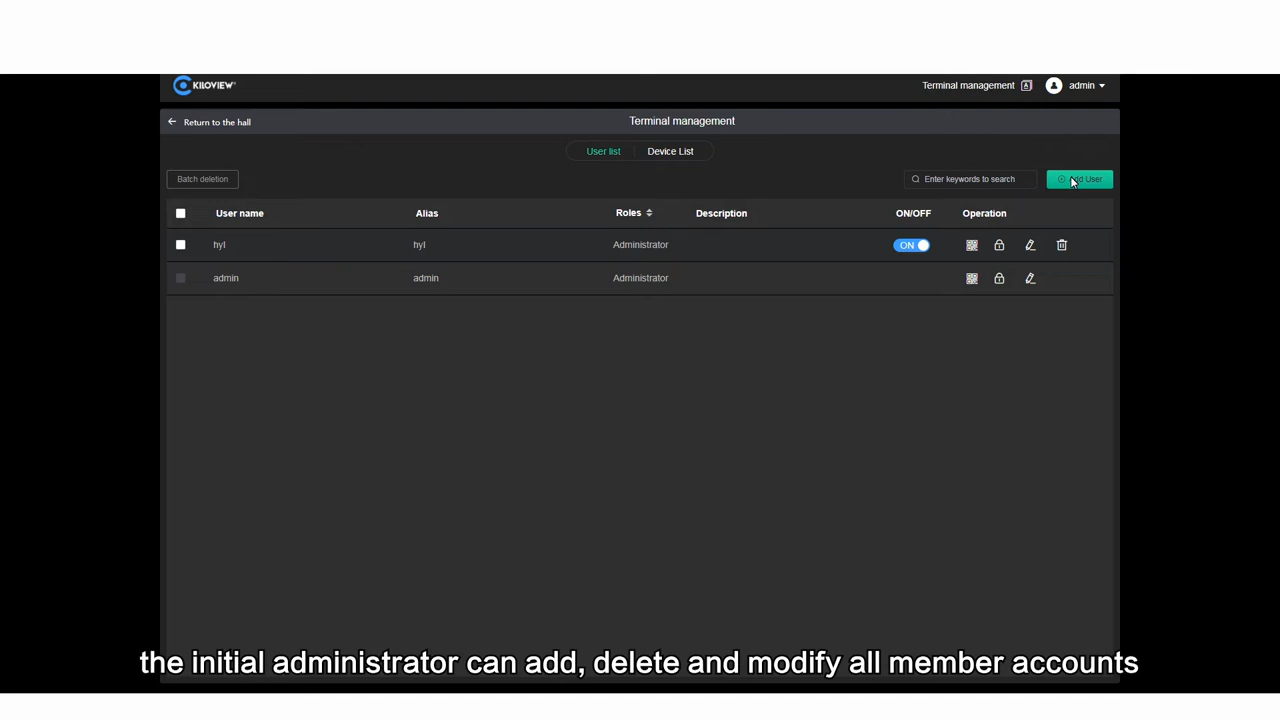 KILOVIEW
Terminal management
admin
Return to the hall
Terminal management
User list
Device List
Batch deletion
Enter keywords to search
User
User name Alias Roles Description ON/OFF Operation
hyl hyl Administrator ON
admin admin Administrator
the initial administrator can add, delete and modify all member accounts